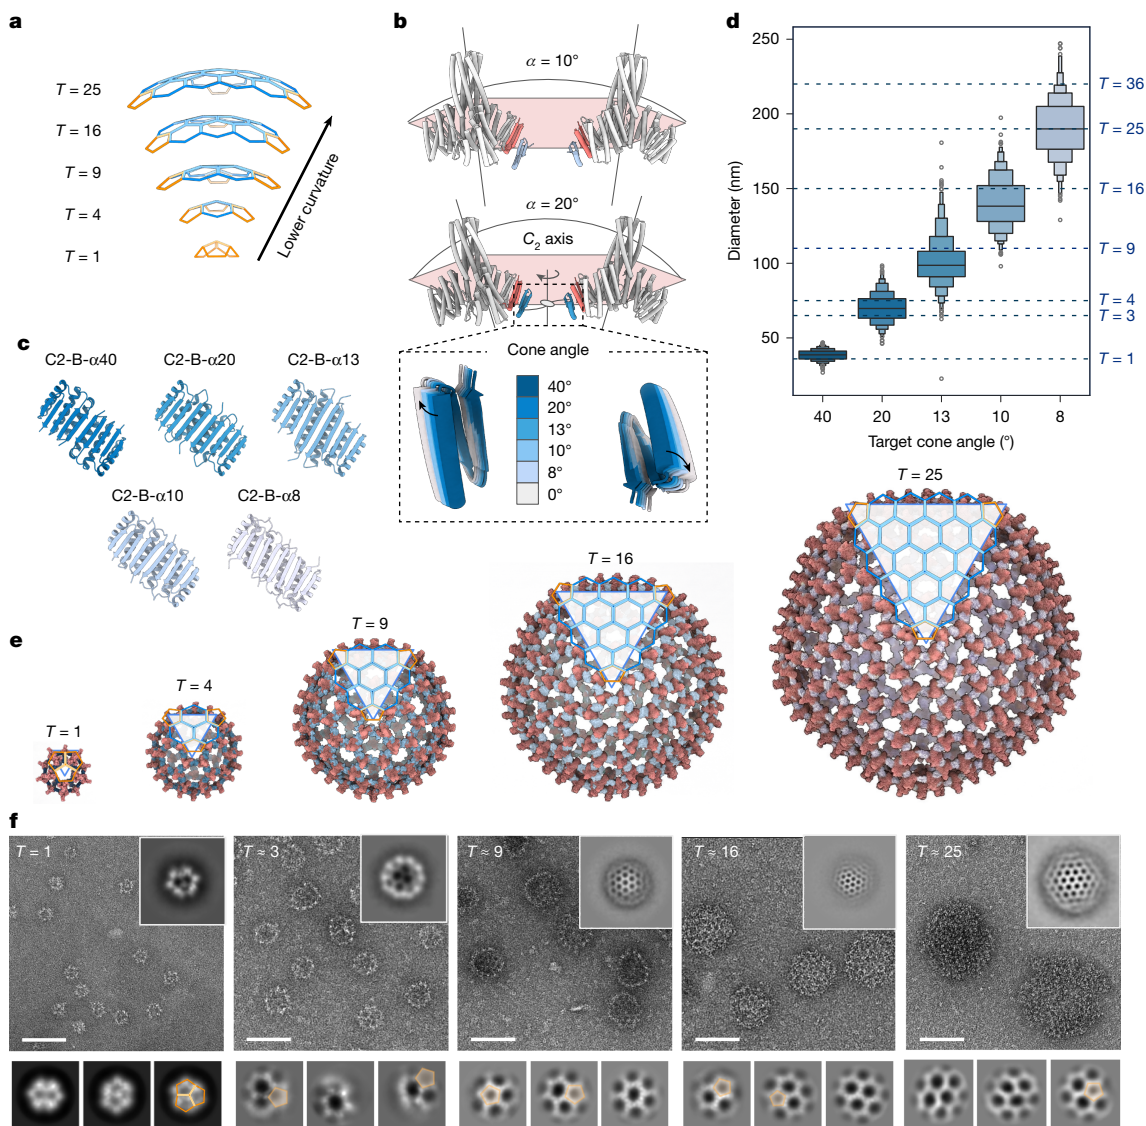 a
T = 25
T = 16
T = 9
T = 4
T = 1
Lower curvature
b
α = 10°
α = 20°
C2 axis
Cone angle
40°
20°
13°
10°
8°
0°
c
C2-B-α40
C2-B-α20
C2-B-α13
C2-B-α10
C2-B-α8
d
Diameter (nm)
250
200
150
100
50
T = 36
T = 25
T = 16
T = 9
T = 4
T = 3
T = 1
40
20
13
10
8
Target cone angle (°)
e
T = 1
T = 4
T = 9
T = 16
T = 25
f
T = 1
T ≈ 3
T ≈ 9
T ≈ 16
T ≈ 25